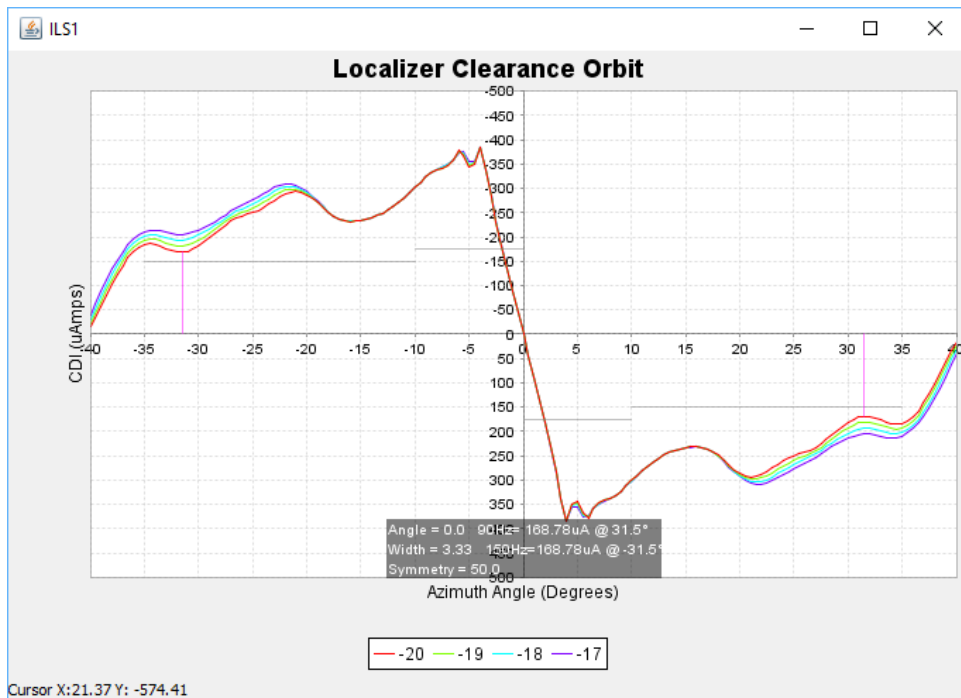 ILS1
Localizer Clearance Orbit
-500
-450
-400
-350
-300
-250
-200
-150
-100
-50
0
-40 -35 -30 -25 -20 -15 -10 -5 0 5 10 15 20 25 30 35 40
50
100
150
200
250
300
350
400
450
500
CDI (uAmps)
Angle = 0.0 90Hz= 168.78uA @ 31.5°
Width = 3.33 150Hz=168.78uA @ -31.5°
Symmetry = 50.0
Azimuth Angle (Degrees)
-20 -19 -18 -17
Cursor X:21.37 Y: -574.41